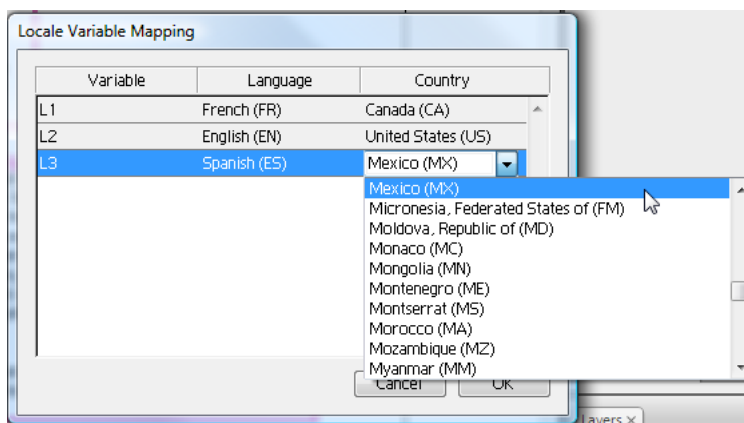 Locale Variable Mapping
Variable Language Country
L1 French (FR) Canada (CA)
L2 English (EN) United States (US)
L3 Spanish (ES) Mexico (MX)
Mexico (MX)
Micronesia, Federated States of (FM)
Moldova, Republic of (MD)
Monaco (MC)
Mongolia (MN)
Montenegro (ME)
Montserrat (MS)
Morocco (MA)
Mozambique (MZ)
Myanmar (MM)
Cancel OK
Layers ×